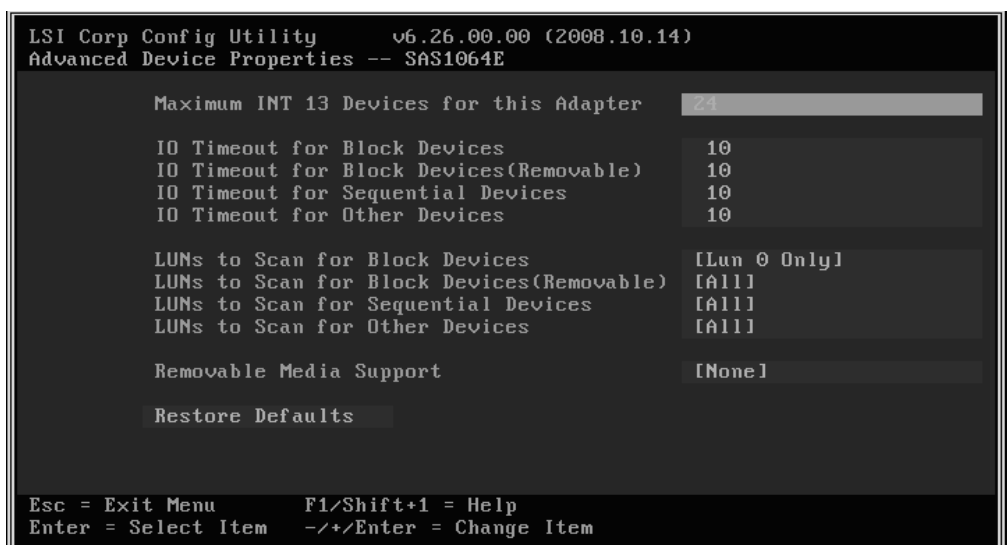 LSI Corp Config Utility v6.26.00.00 (2008.10.14)
Advanced Device Properties -- SAS1064E
Maximum INT 13 Devices for this Adapter 24
IO Timeout for Block Devices 10
IO Timeout for Block Devices(Removable) 10
IO Timeout for Sequential Devices 10
IO Timeout for Other Devices 10
LUNs to Scan for Block Devices [Lun 0 Only]
LUNs to Scan for Block Devices(Removable) [All]
LUNs to Scan for Sequential Devices [All]
LUNs to Scan for Other Devices [All]
Removable Media Support [None]
Restore Defaults
Esc = Exit Menu F1/Shift+1 = Help
Enter = Select Item -/+/Enter = Change Item